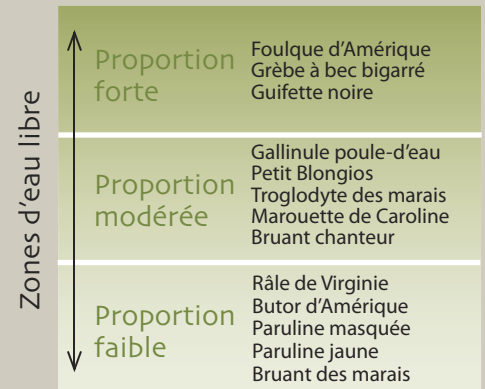 Zones d'eau libre
Proportion
forte
Foulque d'Amérique
Grèbe à bec bigarré
Guifette noire
Proportion
modérée
Gallinule poule-d'eau
Petit Blongios
Troglodyte des marais
Marouette de Caroline
Bruant chanteur
Proportion
faible
Râle de Virginie
Butor d'Amérique
Paruline masquée
Paruline jaune
Bruant des marais